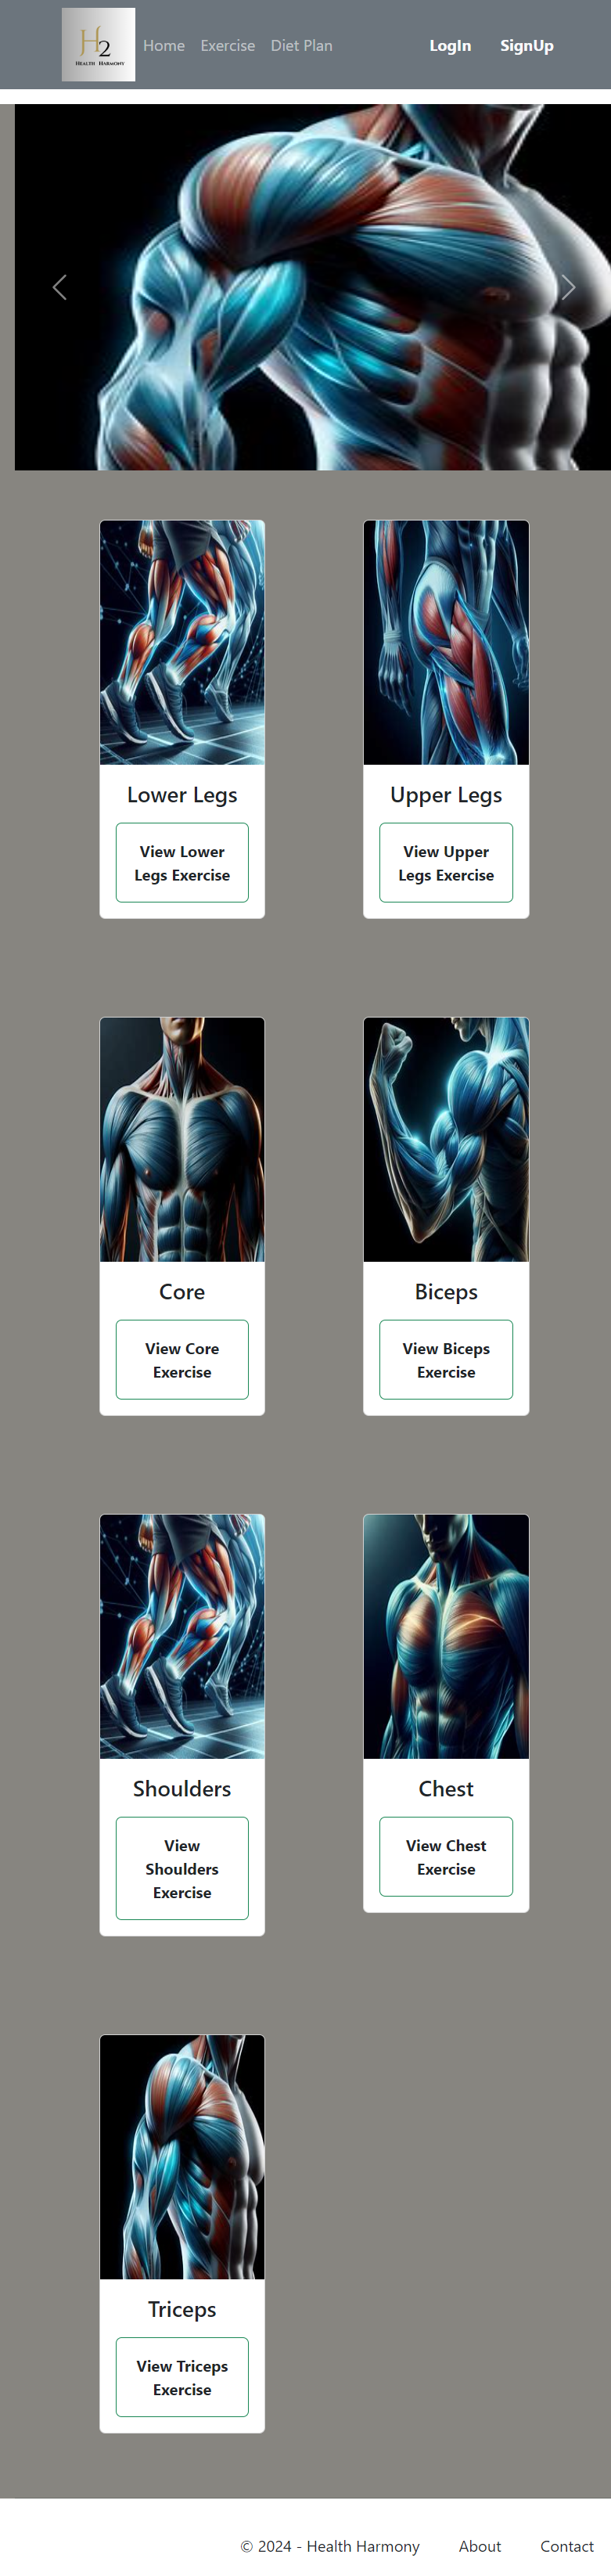 H2
HEALTH HARMONY
Home Exercise Diet Plan LogIn SignUp
Lower Legs
View Lower
Legs Exercise
Upper Legs
View Upper
Legs Exercise
Core
View Core
Exercise
Biceps
View Biceps
Exercise
Shoulders
View
Shoulders
Exercise
Chest
View Chest
Exercise
Triceps
View Triceps
Exercise
© 2024 - Health Harmony About Contact